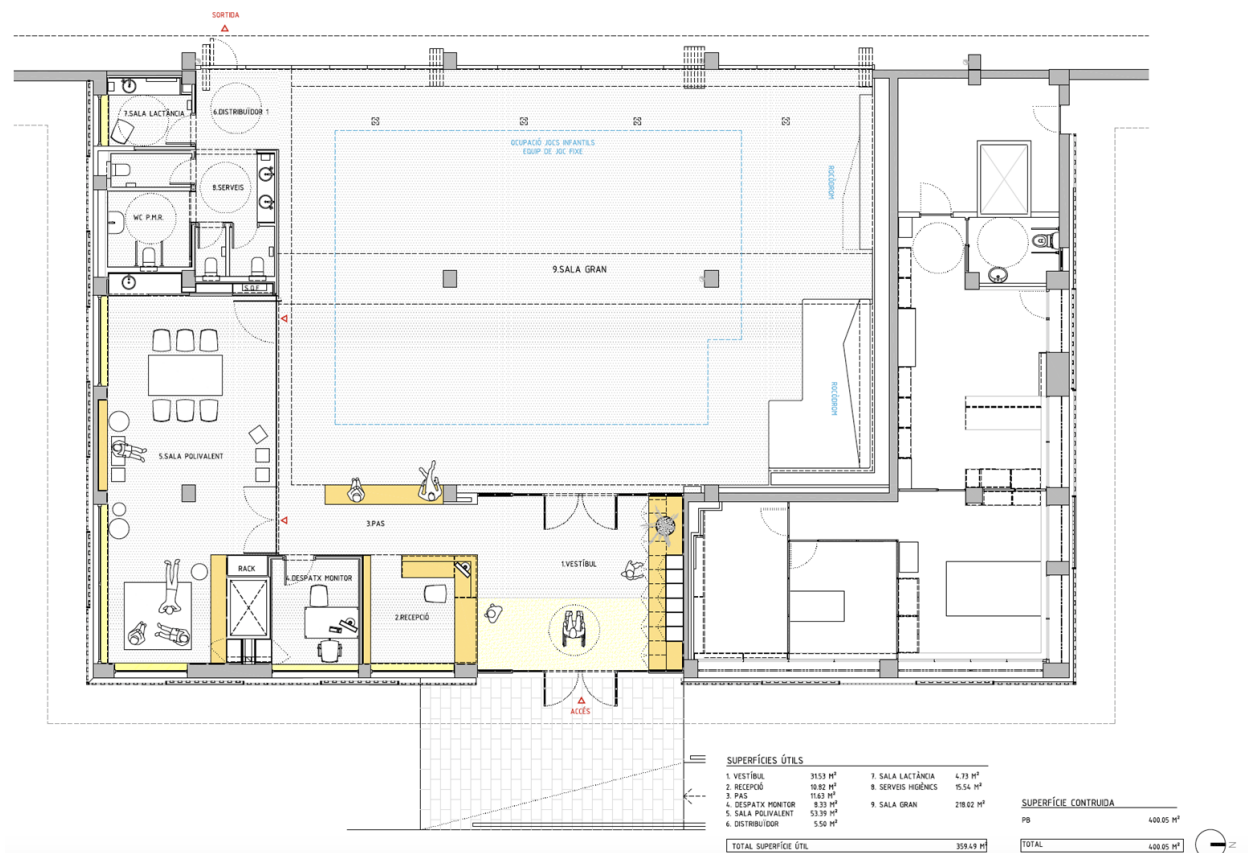 SORTIDA
7.SALA LACTÀNCIA
6.DISTRIBUÏDOR 1
OCUPACIÓ JOCS INFANTILS
EQUIP DE JOC FIXE
ROCÒDROM
8.SERVEIS
WC P.M.R.
9.SALA GRAN
S.Q.E.
ROCÒDROM
5.SALA POLIVALENT
3.PAS
RACK
4.DESPATX MONITOR
1.VESTÍBUL
2.RECEPCIÓ
ACCÉS
SUPERFÍCIES ÚTILS
1. VESTÍBUL 31.53 M²
2. RECEPCIÓ 10.82 M²
3. PAS 11.63 M²
4. DESPATX MONITOR 8.33 M²
5. SALA POLIVALENT 53.39 M²
6. DISTRIBUÏDOR 5.50 M²
7. SALA LACTÀNCIA 4.73 M²
8. SERVEIS HIGIÈNICS 15.54 M²
9. SALA GRAN 218.02 M²
TOTAL SUPERFÍCIE ÚTIL 359.49 M²
SUPERFÍCIE CONTRUIDA
PB 400.05 M²
TOTAL 400.05 M²
N